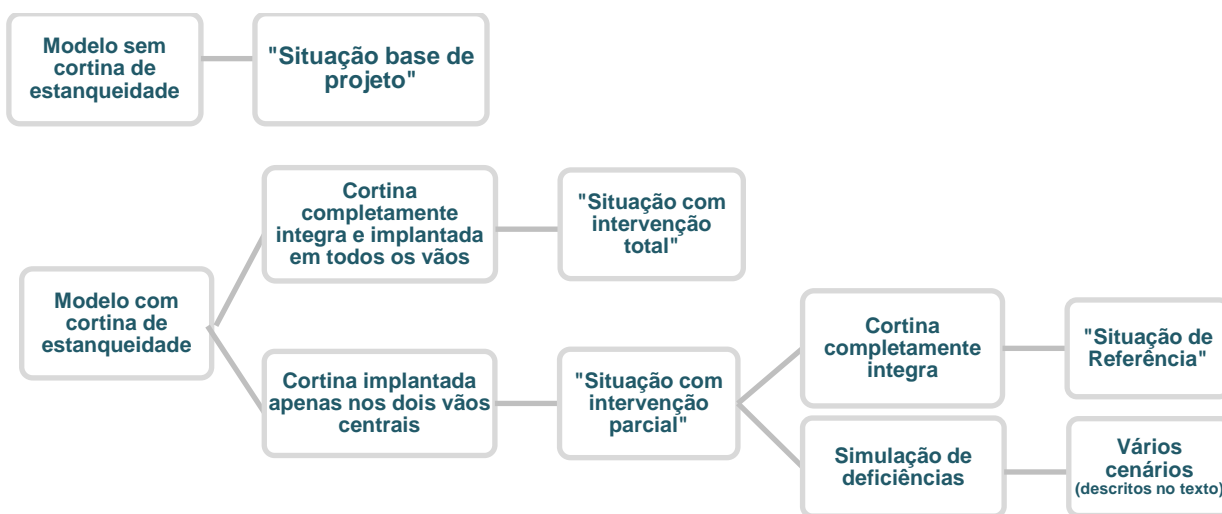 Modelo sem
cortina de
estanqueidade
"Situação base de
projeto"
Cortina
completamente
integra e implantada
em todos os vãos
"Situação com
intervenção
total"
Modelo com
cortina de
estanqueidade
Cortina implantada
apenas nos dois vãos
centrais
"Situação com
intervenção
parcial"
Cortina
completamente
integra
"Situação de
Referência"
Simulação de
deficiências
Vários
cenários
(descritos no texto)